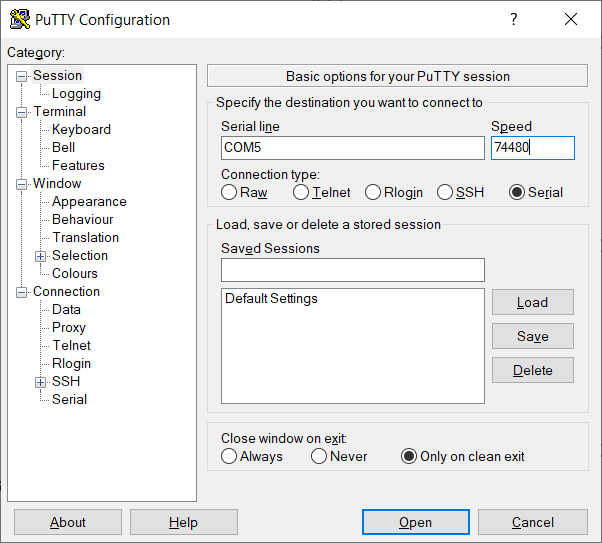 PuTTY Configuration
?
Category:
Session
Logging
Terminal
Keyboard
Bell
Features
Window
Appearance
Behaviour
Translation
Selection
Colours
Connection
Data
Proxy
Telnet
Rlogin
SSH
Serial
Basic options for your PuTTY session
Specify the destination you want to connect to
Serial line Speed
COM5 74480
Connection type:
Raw Telnet Rlogin SSH Serial
Load, save or delete a stored session
Saved Sessions
Default Settings
Load
Save
Delete
Close window on exit:
Always Never Only on clean exit
About Help Open Cancel